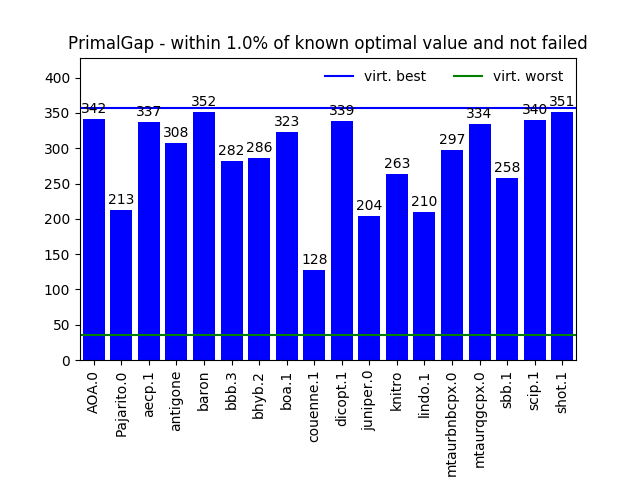 PrimalGap - within 1.0% of known optimal value and not failed
virt. best
virt. worst
400
350
300
250
200
150
100
50
0
342
213
337
308
352
282
286
323
128
339
204
263
210
297
334
258
340
351
AOA.0
Pajarito.0
aecp.1
antigone
baron
bbb.3
bhyb.2
boa.1
couenne.1
dicopt.1
juniper.0
knitro
lindo.1
mtaurbnbcpx.0
mtaurqgcpx.0
sbb.1
scip.1
shot.1